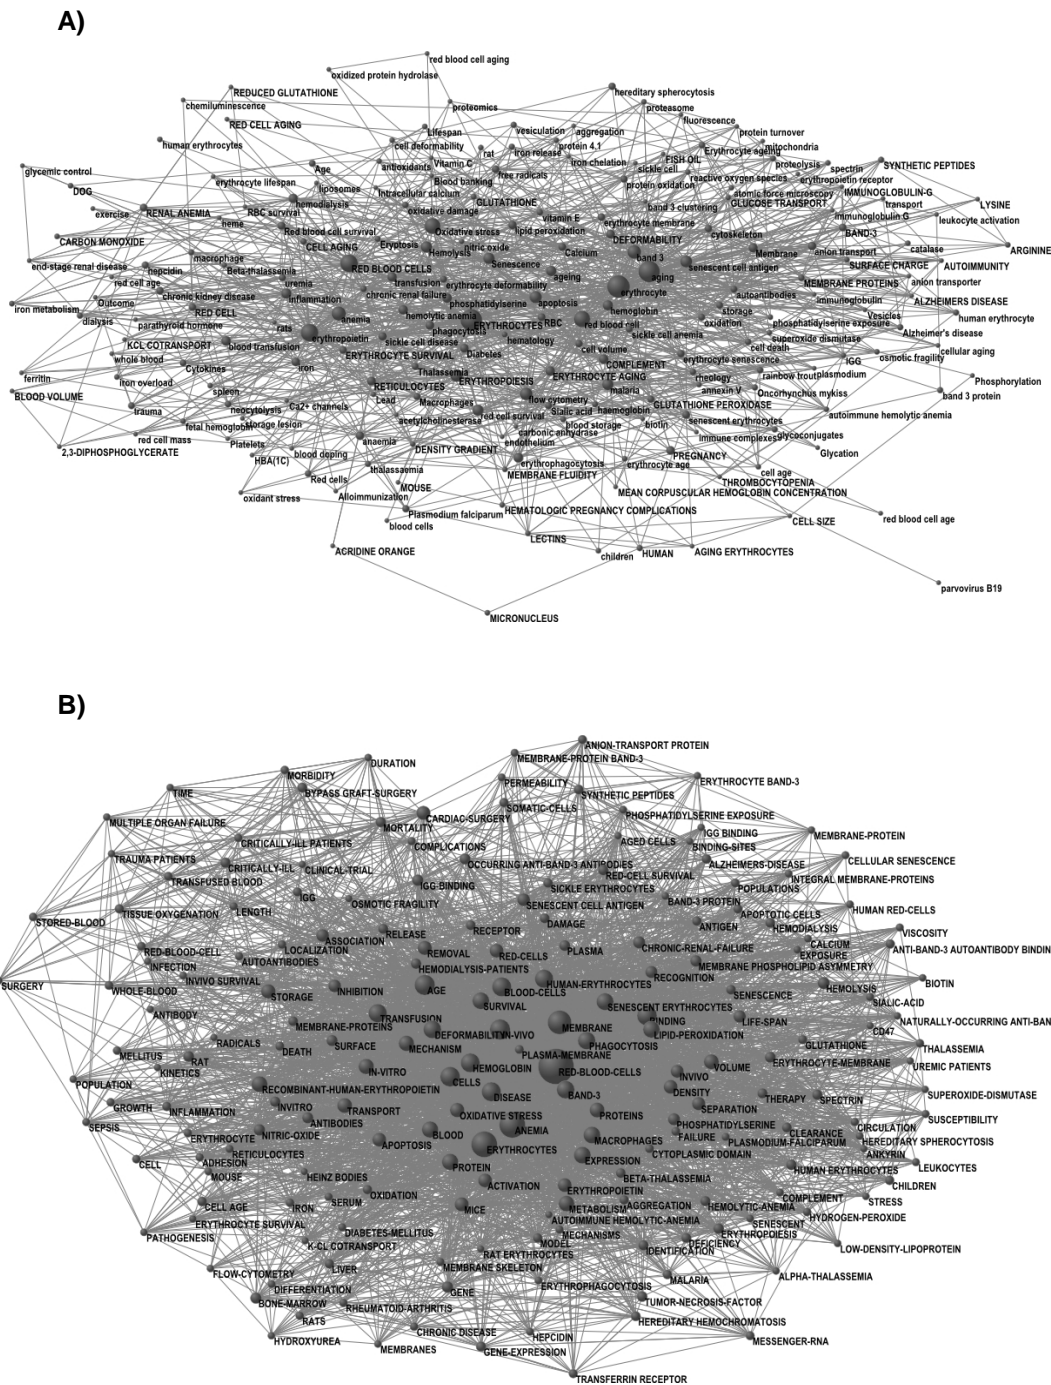 A)
red blood cell aging
oxidized protein hydrolase
REDUCED GLUTATHIONE
hereditary spherocytosis
chemiluminescence
proteomics
proteasome
fluorescence
RED CELL AGING
Lifespan
vesiculation
aggregation
protein turnover
human erythrocytes
cell deformability
protein 4.1
mitochondria
rat
iron release
Erythrocyte ageing
glycemic control
Age
antioxidants
Vitamin C
iron chelation
FISH OIL
proteolysis
spectrin
SYNTHETIC PEPTIDES
sickle cell
free radicals
reactive oxygen species
erythropoietin receptor
DOG
erythrocyte lifespan
liposomes
Intracellular calcium
Blood banking
protein oxidation
atomic force microscopy
IMMUNOGLOBULIN-G
exercise
RENAL ANEMIA
RBC survival
hemodialysis
oxidative damage
GLUTATHIONE
band 3 clustering
GLUCOSE TRANSPORT
transport
LYSINE
heme
Red blood cell survival
Oxidative stress
vitamin E
lipid peroxidation
erythrocyte membrane
cytoskeleton
immunoglobulin G
leukocyte activation
CARBON MONOXIDE
CELL AGING
Eryptosis
Hemolysis
nitric oxide
Calcium
DEFORMABILITY
BAND-3
Membrane
anion transport
catalase
ARGININE
end-stage renal disease
hepcidin
macrophage
Beta-thalassemia
RED BLOOD CELLS
Senescence
band 3
senescent cell antigen
SURFACE CHARGE
AUTOIMMUNITY
red cell age
uremia
transfusion
erythrocyte deformability
ageing
aging
MEMBRANE PROTEINS
anion transporter
iron metabolism
Outcome
chronic kidney disease
inflammation
chronic renal failure
phosphatidylserine
apoptosis
erythrocyte
autoantibodies
immunoglobulin
ALZHEIMERS DISEASE
dialysis
RED CELL
anemia
hemolytic anemia
hemoglobin
storage
Vesicles
human erythrocyte
parathyroid hormone
rats
phagocytosis
ERYTHROCYTES
RBC
red blood cell
oxidation
phosphatidylserine exposure
Alzheimer's disease
KCL COTRANSPORT
blood transfusion
erythropoietin
sickle cell disease
hematology
sickle cell anemia
superoxide dismutase
whole blood
ERYTHROCYTE SURVIVAL
Diabetes
cell volume
cell death
cellular aging
Cytokines
iron
Thalassemia
COMPLEMENT
erythrocyte senescence
IGG
osmotic fragility
ferritin
iron overload
RETICULOCYTES
ERYTHROPOIESIS
ERYTHROCYTE AGING
rheology
rainbow trout
plasmodium
Phosphorylation
BLOOD VOLUME
spleen
Lead
Macrophages
flow cytometry
malaria
annexin V
Oncorhynchus mykiss
band 3 protein
trauma
neocytolysis
Ca2+ channels
acetylcholinesterase
red cell survival
Sialic acid
haemoglobin
GLUTATHIONE PEROXIDASE
autoimmune hemolytic anemia
fetal hemoglobin
storage lesion
blood storage
biotin
senescent erythrocytes
red cell mass
Platelets
anaemia
carbonic anhydrase
endothelium
immune complexes
glycoconjugates
2,3-DIPHOSPHOGLYCERATE
HBA(1C)
blood doping
DENSITY GRADIENT
PREGNANCY
Glycation
thalassaemia
erythrophagocytosis
erythrocyte age
Red cells
MEMBRANE FLUIDITY
cell age
THROMBOCYTOPENIA
oxidant stress
Alloimmunization
MOUSE
MEAN CORPUSCULAR HEMOGLOBIN CONCENTRATION
Plasmodium falciparum
HEMATOLOGIC PREGNANCY COMPLICATIONS
blood cells
CELL SIZE
red blood cell age
LECTINS
ACRIDINE ORANGE
children
HUMAN
AGING ERYTHROCYTES
parvovirus B19
MICRONUCLEUS
B)
ANION-TRANSPORT PROTEIN
DURATION
MEMBRANE-PROTEIN BAND-3
MORBIDITY
PERMEABILITY
ERYTHROCYTE BAND-3
TIME
BYPASS GRAFT-SURGERY
SYNTHETIC PEPTIDES
SOMATIC-CELLS
MULTIPLE ORGAN FAILURE
MORTALITY
CARDIAC-SURGERY
PHOSPHATIDYLSERINE EXPOSURE
CRITICALLY-ILL PATIENTS
COMPLICATIONS
AGED CELLS
IGG BINDING
BINDING-SITES
MEMBRANE-PROTEIN
TRAUMA PATIENTS
CRITICALLY-ILL
CLINICAL-TRIAL
OCCURRING ANTI-BAND-3 ANTIBODIES
ALZHEIMERS-DISEASE
CELLULAR SENESCENCE
TRANSFUSED BLOOD
IGG-BINDING
RED-CELL SURVIVAL
INTEGRAL MEMBRANE-PROTEINS
IGG
OSMOTIC FRAGILITY
SICKLE ERYTHROCYTES
POPULATIONS
STORED-BLOOD
TISSUE OXYGENATION
LENGTH
SENESCENT CELL ANTIGEN
BAND-3 PROTEIN
APOPTOTIC CELLS
HUMAN RED-CELLS
RELEASE
RECEPTOR
DAMAGE
ANTIGEN
HEMODIALYSIS
VISCOSITY
RED-BLOOD-CELL
LOCALIZATION
ASSOCIATION
REMOVAL
RED-CELLS
PLASMA
CHRONIC-RENAL-FAILURE
CALCIUM
ANTI-BAND-3 AUTOANTIBODY BINDIN
INFECTION
AUTOANTIBODIES
EXPOSURE
SURGERY
INVIVO SURVIVAL
HEMODIALYSIS-PATIENTS
HUMAN-ERYTHROCYTES
RECOGNITION
MEMBRANE PHOSPHOLIPID ASYMMETRY
BIOTIN
WHOLE-BLOOD
STORAGE
INHIBITION
AGE
BLOOD-CELLS
SENESCENCE
HEMOLYSIS
SURVIVAL
SENESCENT ERYTHROCYTES
SIALIC-ACID
ANTIBODY
MEMBRANE-PROTEINS
TRANSFUSION
BINDING
LIFE-SPAN
NATURALLY-OCCURRING ANTI-BAN
RADICALS
DEFORMABILITYN-VIVO
MEMBRANE
LIPID-PEROXIDATION
CD47
MELLITUS
RAT
DEATH
SURFACE
MECHANISM
PHAGOCYTOSIS
GLUTATHIONE
THALASSEMIA
KINETICS
PLASMA-MEMBRANE
ERYTHROCYTE-MEMBRANE
UREMIC PATIENTS
POPULATION
IN-VITRO
HEMOGLOBIN
RED-BLOOD-CELLS
VOLUME
INVIVO
RECOMBINANT-HUMAN-ERYTHROPOIETIN
CELLS
DENSITY
SUPEROXIDE-DISMUTASE
GROWTH
INFLAMMATION
INVITRO
TRANSPORT
DISEASE
BAND-3
THERAPY
SPECTRIN
SEPSIS
ANTIBODIES
OXIDATIVE STRESS
PROTEINS
SEPARATION
SUSCEPTIBILITY
ERYTHROCYTE
NITRIC-OXIDE
BLOOD
ANEMIA
PHOSPHATIDYLSERINE
CIRCULATION
RETICULOCYTES
APOPTOSIS
ERYTHROCYTES
MACROPHAGES
FAILURE
CLEARANCE
PLASMODIUM-FALCIPARUM
HEREDITARY SPHEROCYTOSIS
CELL
ADHESION
PROTEIN
EXPRESSION
CYTOPLASMIC DOMAIN
ANKYRIN
LEUKOCYTES
MOUSE
HEINZ BODIES
ACTIVATION
BETA-THALASSEMIA
HUMAN ERYTHROCYTES
CHILDREN
CELL AGE
IRON
SERUM
OXIDATION
ERYTHROPOIETIN
COMPLEMENT
STRESS
MICE
METABOLISM
AGGREGATION
HEMOLYTIC-ANEMIA
HYDROGEN-PEROXIDE
ERYTHROCYTE SURVIVAL
AUTOIMMUNE HEMOLYTIC-ANEMIA
SENESCENT
PATHOGENESIS
DIABETES-MELLITUS
MECHANISMS
ERYTHROPOIESIS
K-CL COTRANSPORT
MODEL
DEFICIENCY
LOW-DENSITY-LIPOPROTEIN
RAT ERYTHROCYTES
IDENTIFICATION
FLOW-CYTOMETRY
LIVER
MEMBRANE SKELETON
ALPHA-THALASSEMIA
DIFFERENTIATION
GENE
ERYTHROPHAGOCYTOSIS
MALARIA
BONE-MARROW
RHEUMATOID-ARTHRITIS
TUMOR-NECROSIS-FACTOR
RATS
HEREDITARY HEMOCHROMATOSIS
HYDROXYUREA
CHRONIC DISEASE
HEPCIDIN
MESSENGER-RNA
MEMBRANES
GENE-EXPRESSION
TRANSFERRIN RECEPTOR